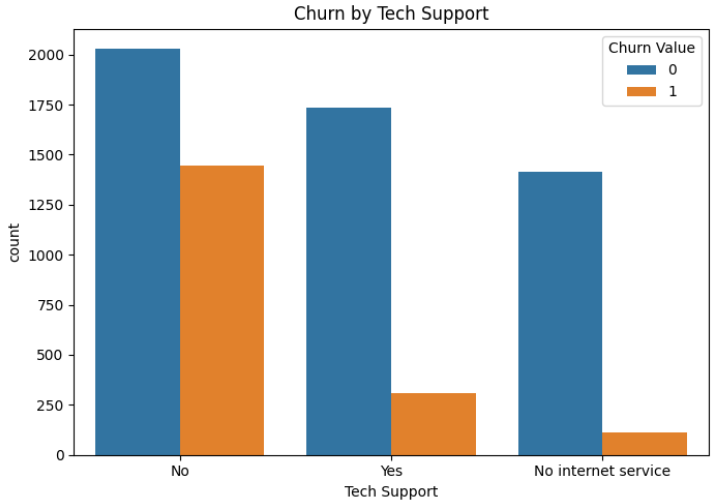 Churn by Tech Support
Churn Value
0
1
2000
1750
1500
1250
1000
750
500
250
0
count
No
Yes
No internet service
Tech Support